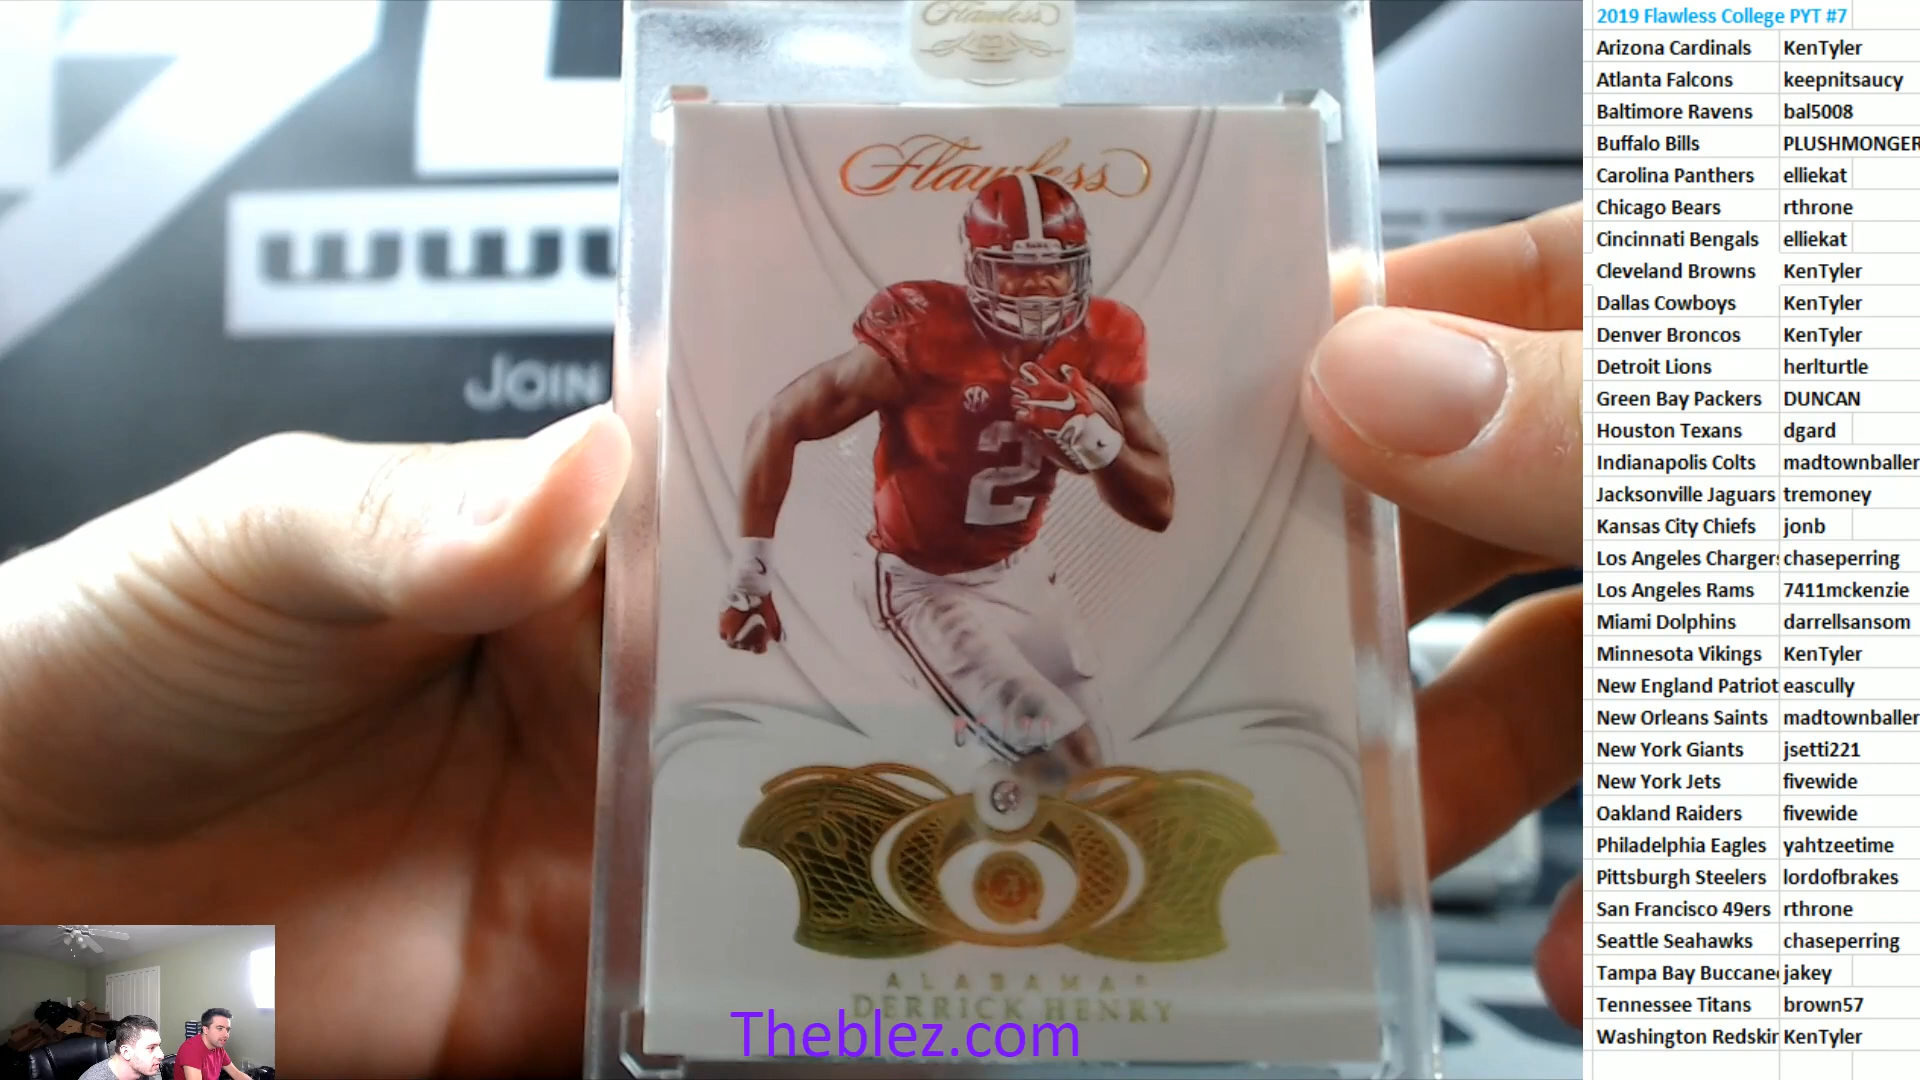 Flawless
WWW
JOIN
Flawless
2
ALABAMA
DERRICK HENRY
Theblez.com
2019 Flawless College PYT #7
Arizona Cardinals KenTyler
Atlanta Falcons keepnitsaucy
Baltimore Ravens bal5008
Buffalo Bills PLUSHMONGER
Carolina Panthers elliekat
Chicago Bears rthrone
Cincinnati Bengals elliekat
Cleveland Browns KenTyler
Dallas Cowboys KenTyler
Denver Broncos KenTyler
Detroit Lions herlturtle
Green Bay Packers DUNCAN
Houston Texans dgard
Indianapolis Colts madtownballer
Jacksonville Jaguars tremoney
Kansas City Chiefs jonb
Los Angeles Chargers chaseperring
Los Angeles Rams 7411mckenzie
Miami Dolphins darrellsansom
Minnesota Vikings KenTyler
New England Patriot eascully
New Orleans Saints madtownballer
New York Giants jsetti221
New York Jets fivewide
Oakland Raiders fivewide
Philadelphia Eagles yahtzeetime
Pittsburgh Steelers lordofbrakes
San Francisco 49ers rthrone
Seattle Seahawks chaseperring
Tampa Bay Buccane jakey
Tennessee Titans brown57
Washington Redskin KenTyler